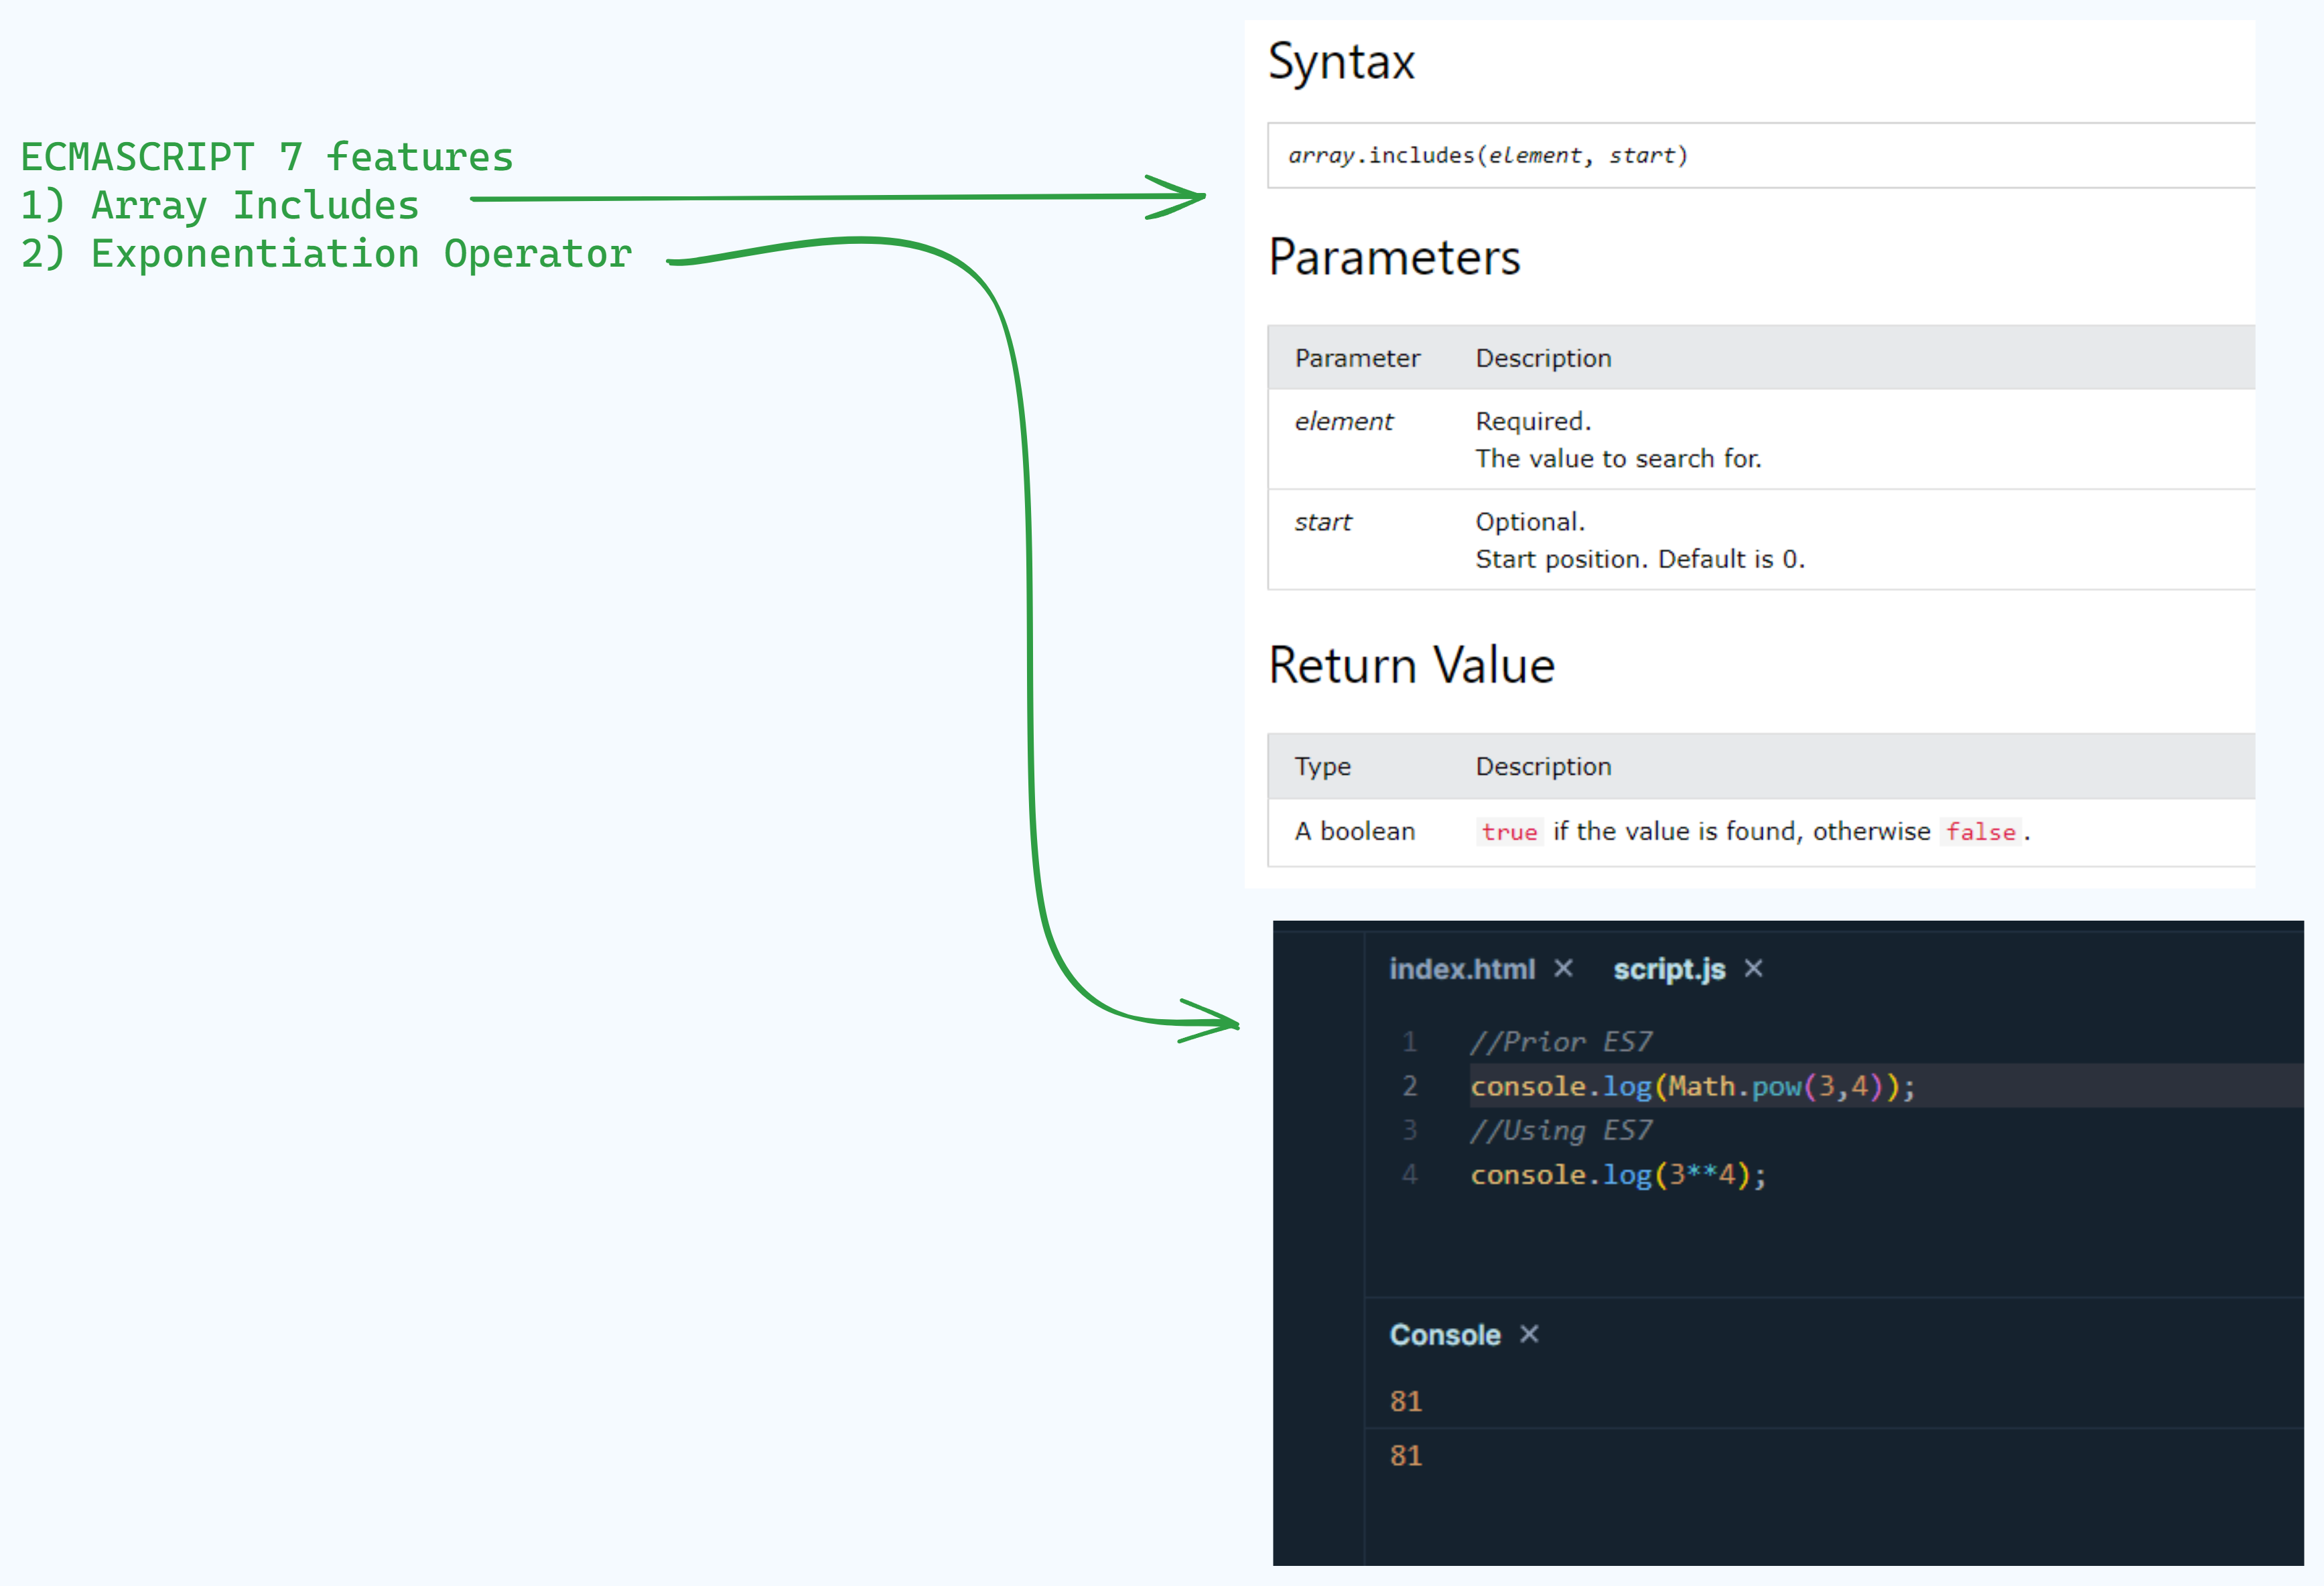 ECMASCRIPT 7 features
1) Array Includes
2) Exponentiation Operator
Syntax
array.includes(element, start)
Parameters
Parameter Description
element Required.
The value to search for.
start Optional.
Start position. Default is 0.
Return Value
Type Description
A boolean true if the value is found, otherwise false.
index.html × script.js ×
1 //Prior ES7
2 console.log(Math.pow(3,4));
3 //Using ES7
4 console.log(3**4);
Console ×
81
81